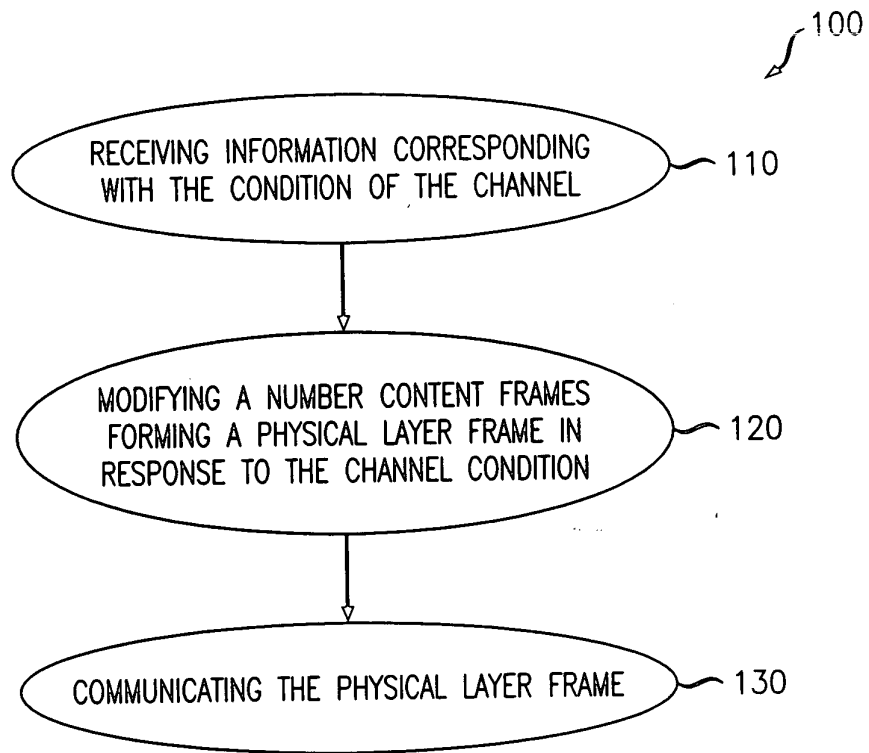 100
RECEIVING INFORMATION CORRESPONDING
WITH THE CONDITION OF THE CHANNEL
110
MODIFYING A NUMBER CONTENT FRAMES
FORMING A PHYSICAL LAYER FRAME IN
RESPONSE TO THE CHANNEL CONDITION
120
COMMUNICATING THE PHYSICAL LAYER FRAME
130